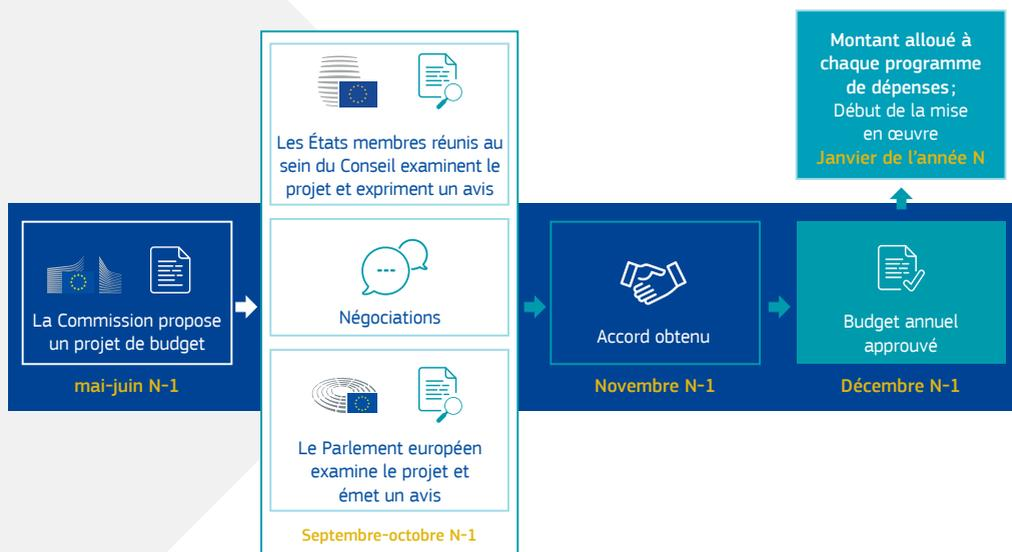 La Commission propose
un projet de budget
mai-juin N-1
Les États membres réunis au
sein du Conseil examinent le
projet et expriment un avis
Négociations
Le Parlement européen
examine le projet et
émet un avis
Septembre-octobre N-1
Accord obtenu
Novembre N-1
Budget annuel
approuvé
Décembre N-1
Montant alloué à
chaque programme
de dépenses;
Début de la mise
en œuvre
Janvier de l'année N